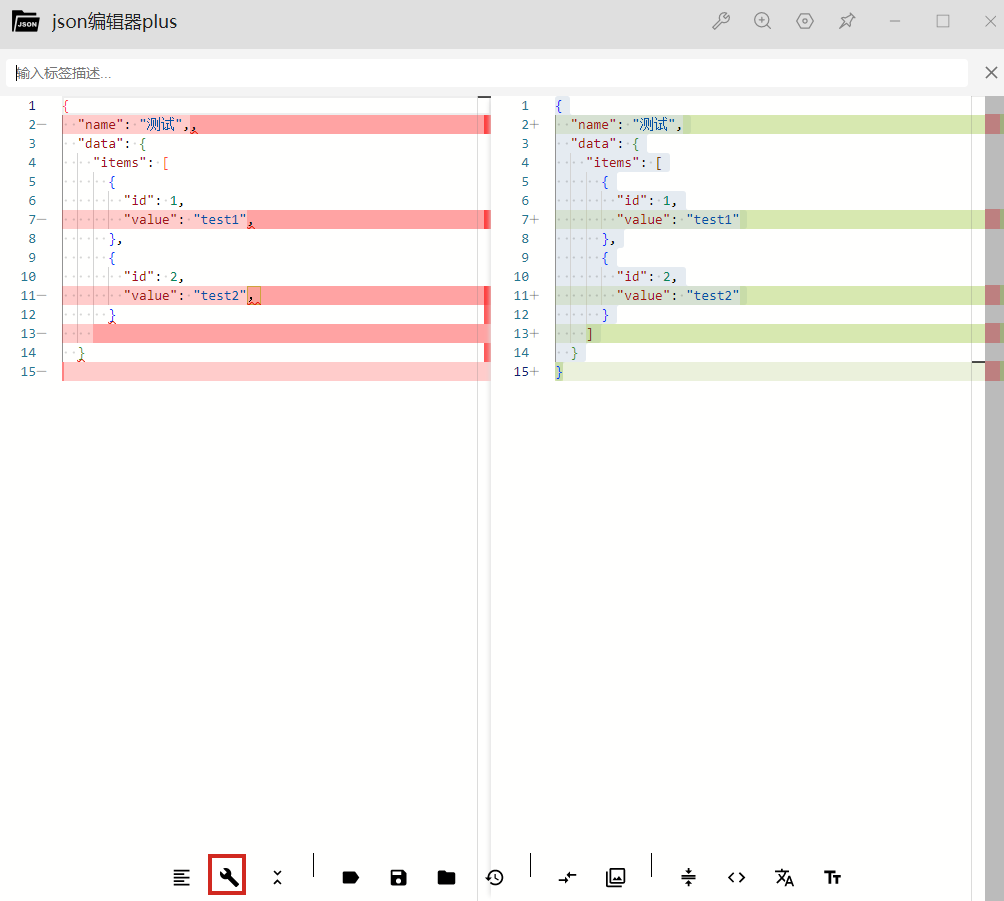 JSON
json编辑器plus
输入标签描述...
1 {
2− "name": "测试",,
3 "data": {
4 "items": [
5 {
6 "id": 1,
7− "value": "test1",
8 },
9 {
10 "id": 2,
11− "value": "test2",
12 }
13−
14 }
15−
1 {
2+ "name": "测试",
3 "data": {
4 "items": [
5 {
6 "id": 1,
7+ "value": "test1"
8 },
9 {
10 "id": 2,
11+ "value": "test2"
12 }
13+ ]
14 }
15+ }